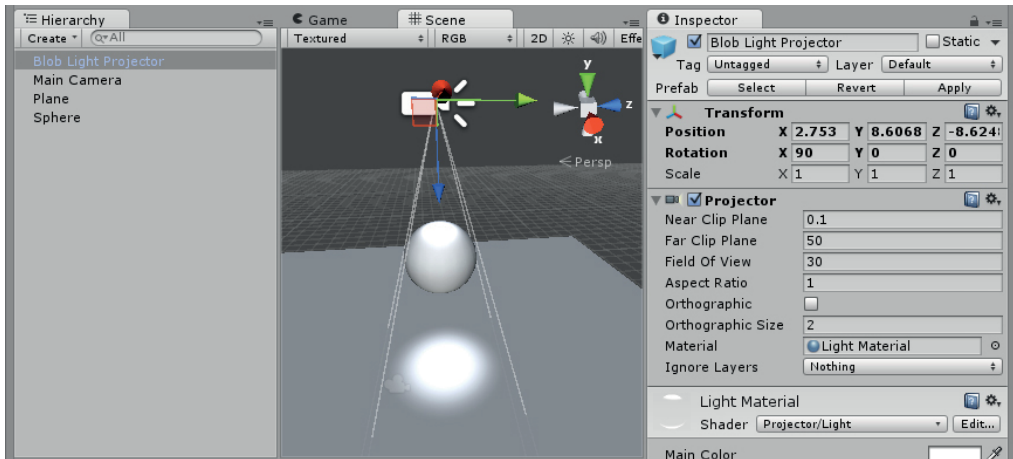 Hierarchy
Create
All
Blob Light Projector
Main Camera
Plane
Sphere
Game
Scene
Textured
RGB
2D
Effe
y
z
x
Persp
Inspector
Blob Light Projector
Static
Tag Untagged Layer Default
Prefab Select Revert Apply
Transform
Position X 2.753 Y 8.6068 Z -8.624
Rotation X 90 Y 0 Z 0
Scale X 1 Y 1 Z 1
Projector
Near Clip Plane 0.1
Far Clip Plane 50
Field Of View 30
Aspect Ratio 1
Orthographic
Orthographic Size 2
Material Light Material
Ignore Layers Nothing
Light Material
Shader Projector/Light Edit...
Main Color